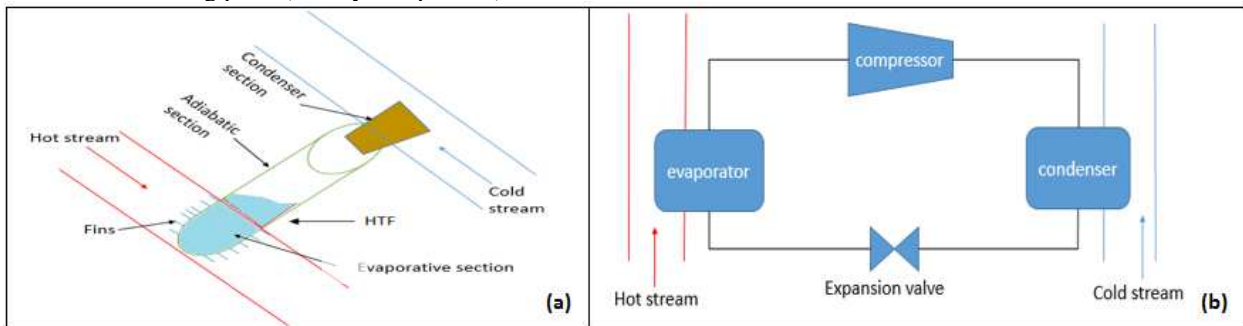 Condenser
section
Adiabatic
section
Hot stream
Cold
stream
HTF
Fins
Evaporative section
(a)
compressor
evaporator
condenser
Expansion valve
Hot stream
Cold stream
(b)